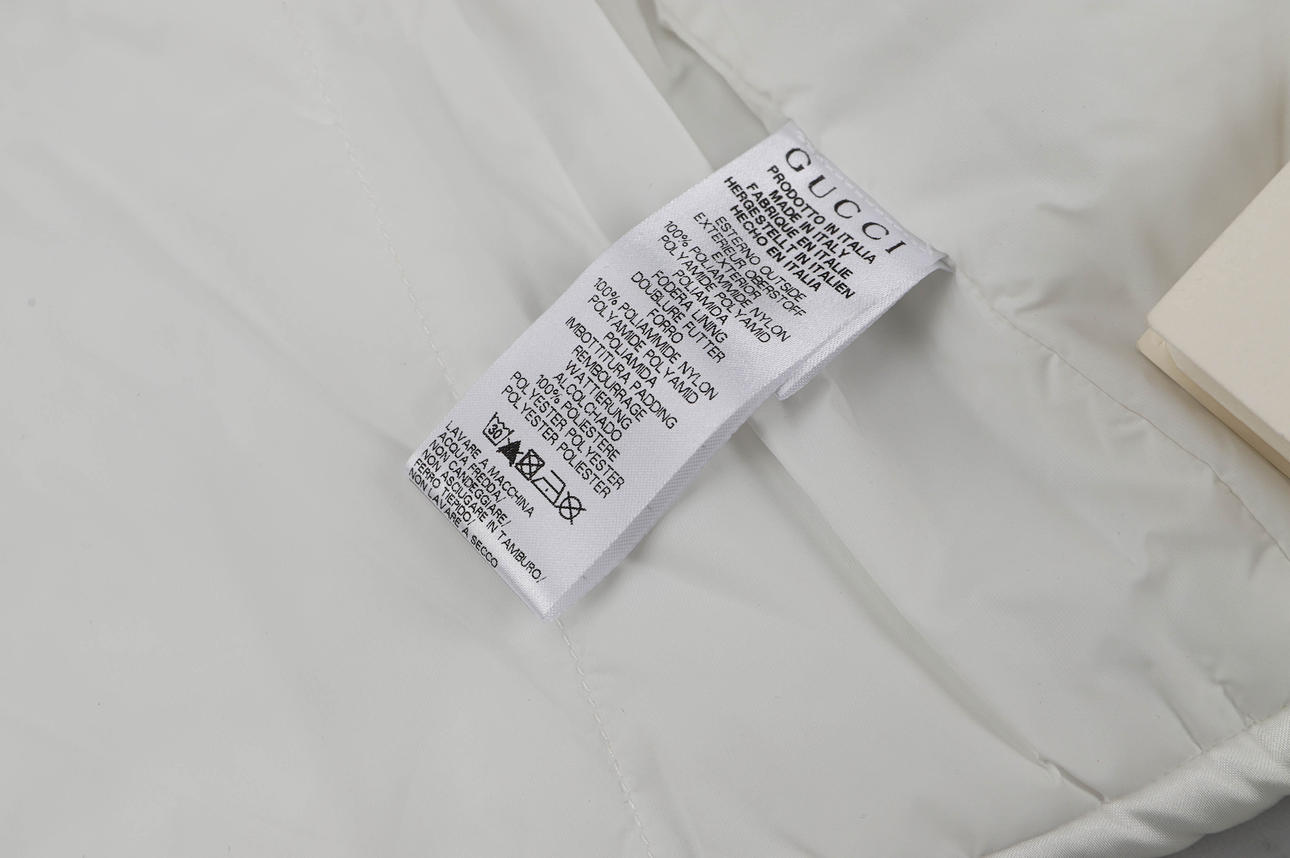 GUCCI
PRODOTTO IN ITALIA
MADE IN ITALY
FABRIQUE EN ITALIE
HERGESTELLT IN ITALIEN
HECHO EN ITALIA
ESTERNO OUTSIDE
EXTERIEUR OBERSTOFF
EXTERIOR
100% POLIAMMIDE NYLON
POLYAMIDE POLYAMID
POLIAMIDA
FODERA LINING
DOUBLURE FUTTER
FORRO
100% POLIAMMIDE NYLON
POLYAMIDE POLYAMID
POLIAMIDA
IMBOTTITURA PADDING
REMBOURRAGE
WATTIERUNG
ALCOLCHADO
100% POLIESTERE
POLYESTER POLYESTER
POLYESTER POLIESTER
30
LAVARE A MACCHINA
ACQUA FREDDA/
NON CANDEGGIARE/
NON ASCIUGARE IN TAMBURO/
FERRO TIEPIDO/
NON LAVARE A SECCO